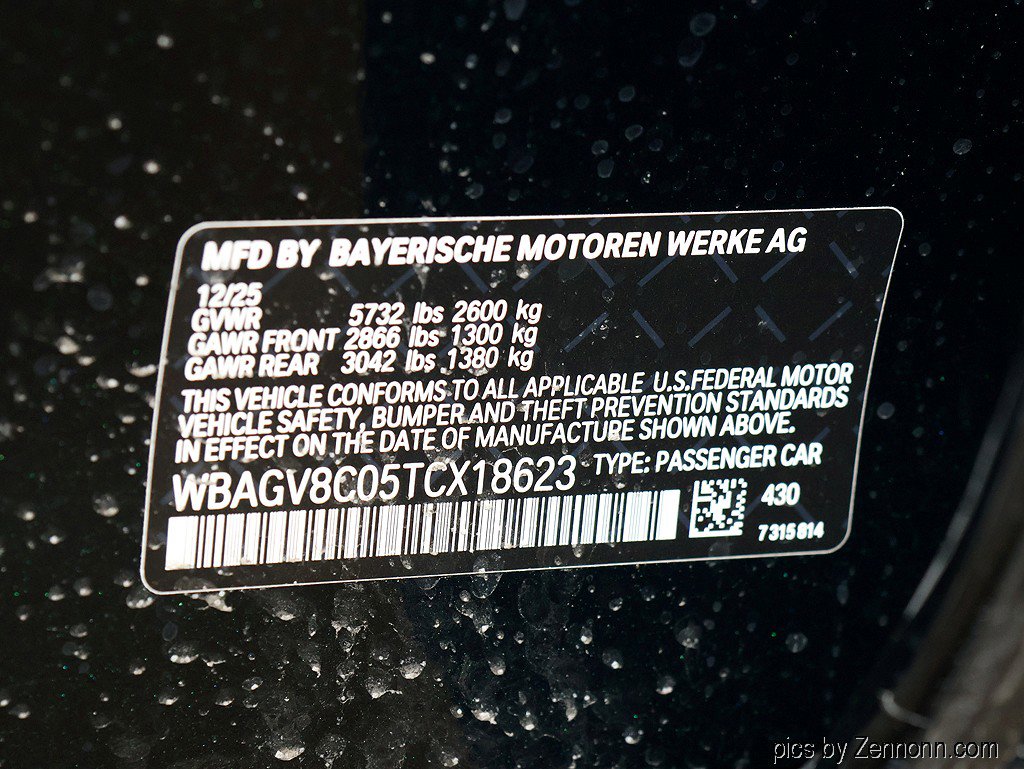 MFD BY BAYERISCHE MOTOREN WERKE AG
12/25
GVWR 5732 lbs 2600 kg
GAWR FRONT 2866 lbs 1300 kg
GAWR REAR 3042 lbs 1380 kg
THIS VEHICLE CONFORMS TO ALL APPLICABLE U.S.FEDERAL MOTOR
VEHICLE SAFETY, BUMPER AND THEFT PREVENTION STANDARDS
IN EFFECT ON THE DATE OF MANUFACTURE SHOWN ABOVE.
WBAGV8C05TCX18623 TYPE: PASSENGER CAR
430
7315814
pics by Zennonn.com